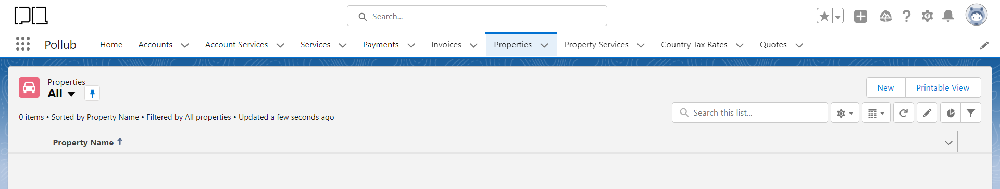 Search...
Pollub
Home
Accounts
Account Services
Services
Payments
Invoices
Properties
Property Services
Country Tax Rates
Quotes
Properties
All
New
Printable View
0 items • Sorted by Property Name • Filtered by All properties • Updated a few seconds ago
Search this list...
Property Name